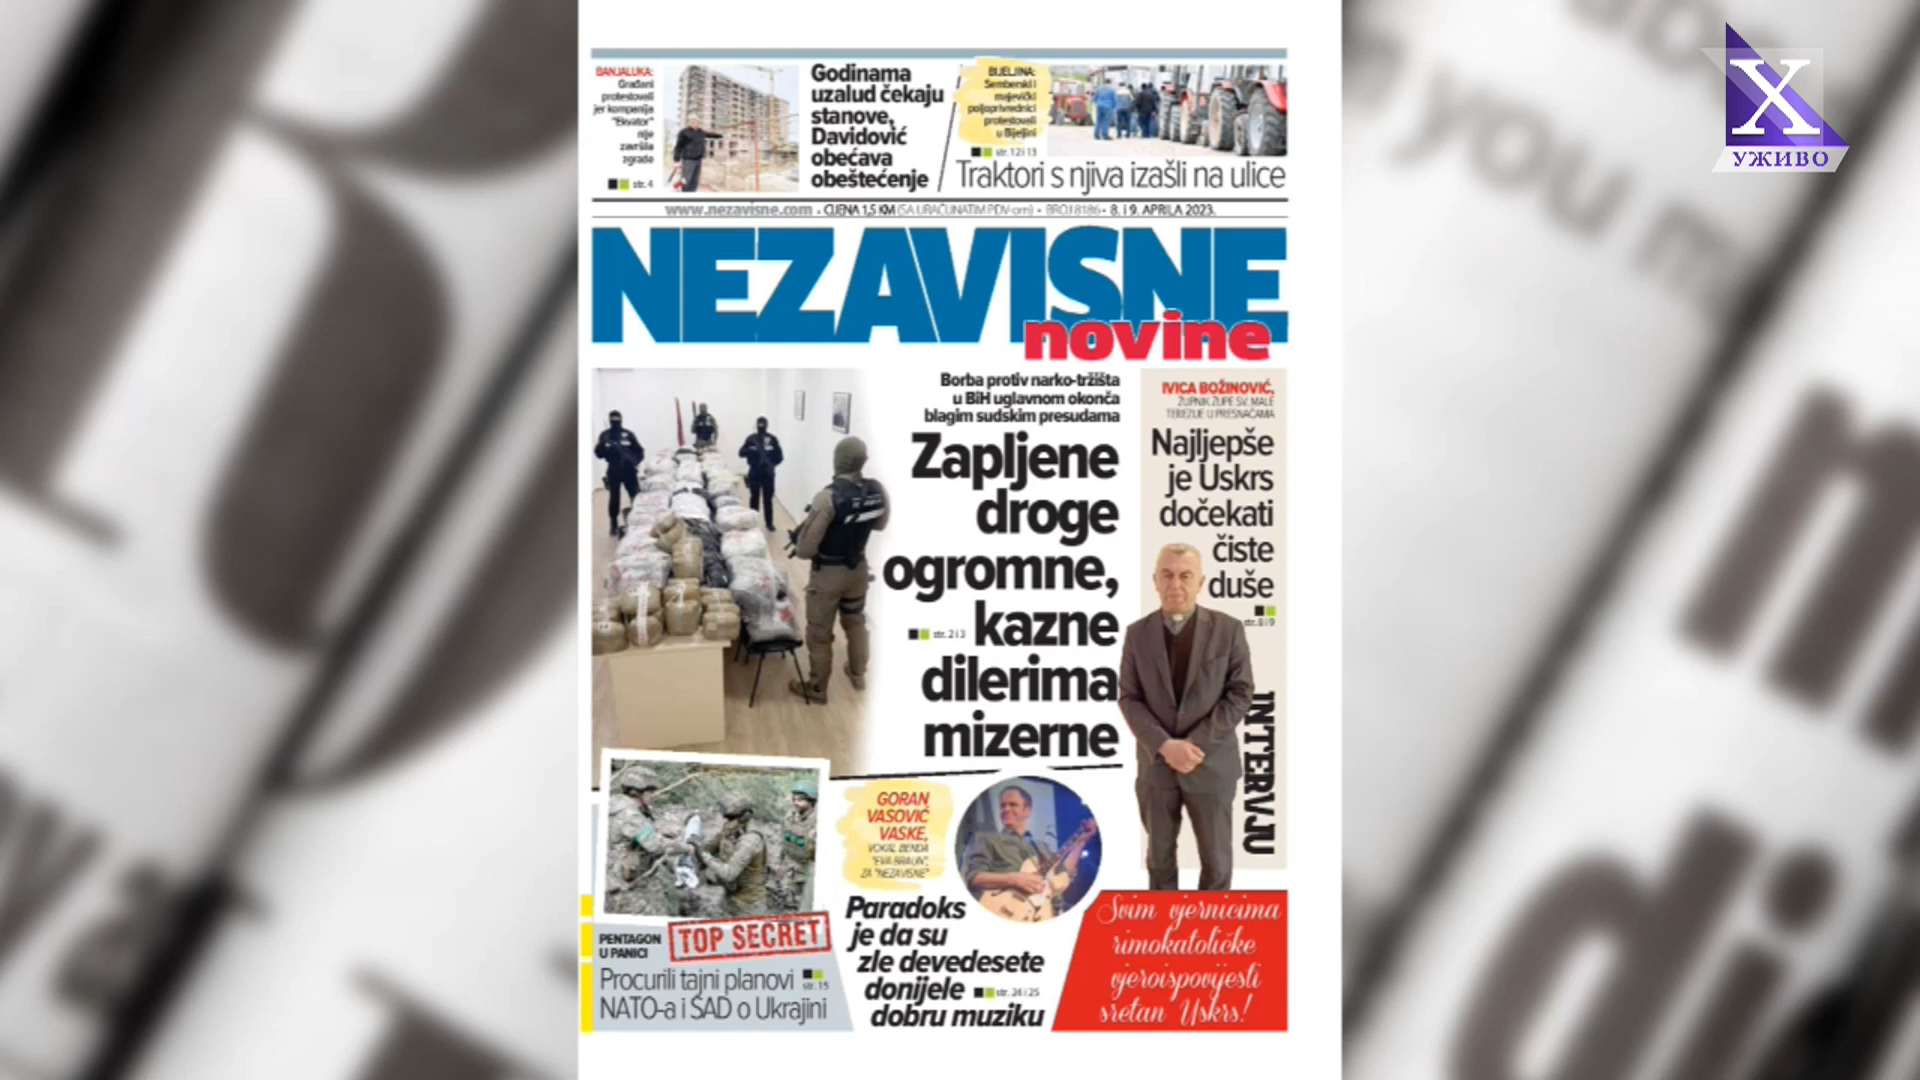 BANJALUKA:
Građani
protestovali
jer kompanija
"Ekvator"
nije
završila
zgrade
str. 4
Godinama
uzalud čekaju
stanove,
Davidović
obećava
obeštećenje
BIJELJINA:
Semberski i
majevički
poljoprivrednici
protestovali
u Bijeljini
str. 12 i 13
Traktori s njiva izašli na ulice
www.nezavisne.com • CIJENA 1,5 KM (SA URAČUNATIM PDV-om) • BROJ 8186 • 8. i 9. APRILA 2023.
NEZAVISNE
novine
Borba protiv narko-tržišta
u BiH uglavnom okonča
blagim sudskim presudama
Zapljene
droge
ogromne,
kazne
dilerima
mizerne
str. 2 i 3
IVICA BOŽINOVIĆ,
ŽUPNIK ŽUPE SV. MALE
TEREZIJE U PRESNAČAMA
Najljepše
je Uskrs
dočekati
čiste
duše
str. 8 i 9
INTERVJU
PENTAGON
U PANICI
TOP SECRET
Procurili tajni planovi
NATO-a i SAD o Ukrajini
str. 15
GORAN
VASOVIĆ
VASKE,
VOKAL BENDA
"EVA BRAUN",
ZA "NEZAVISNE"
Paradoks
je da su
zle devedesete
donijele
dobru muziku
str. 24 i 25
Svim vjernicima
rimokatoličke
vjeroispovijesti
sretan Uskrs!
X
УЖИВО